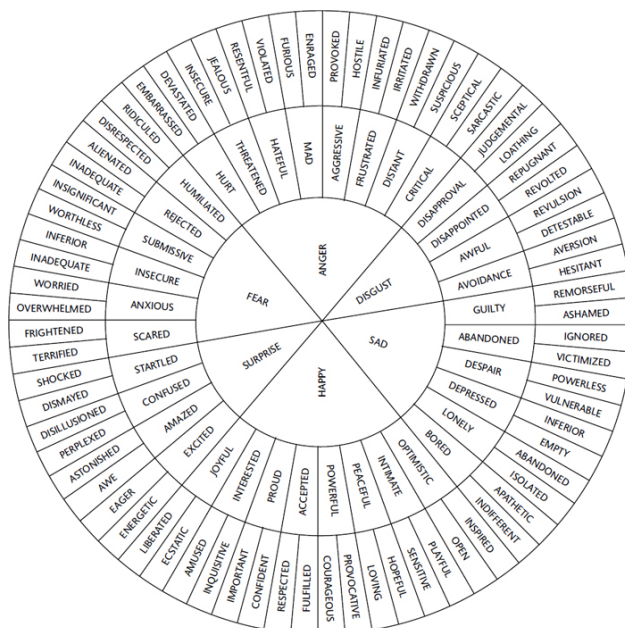 ANGER
DISGUST
SAD
HAPPY
SURPRISE
FEAR
MAD
AGGRESSIVE
FRUSTRATED
DISTANT
CRITICAL
DISAPPROVAL
DISAPPOINTED
AWFUL
AVOIDANCE
GUILTY
ABANDONED
DESPAIR
DEPRESSED
LONELY
BORED
OPTIMISTIC
INTIMATE
PEACEFUL
POWERFUL
ACCEPTED
PROUD
INTERESTED
JOYFUL
EXCITED
AMAZED
CONFUSED
STARTLED
SCARED
ANXIOUS
INSECURE
SUBMISSIVE
REJECTED
HUMILIATED
HURT
THREATENED
HATEFUL
ENRAGED
PROVOKED
HOSTILE
INFURIATED
IRRITATED
WITHDRAWN
SUSPICIOUS
SCEPTICAL
SARCASTIC
JUDGEMENTAL
LOATHING
REPUGNANT
REVOLTED
REVULSION
DETESTABLE
AVERSION
HESITANT
REMORSEFUL
ASHAMED
IGNORED
VICTIMIZED
POWERLESS
VULNERABLE
INFERIOR
EMPTY
ABANDONED
ISOLATED
APATHETIC
INDIFFERENT
INSPIRED
OPEN
PLAYFUL
SENSITIVE
HOPEFUL
LOVING
PROVOCATIVE
COURAGEOUS
FULFILLED
RESPECTED
CONFIDENT
IMPORTANT
INQUISITIVE
AMUSED
ECSTATIC
LIBERATED
ENERGETIC
EAGER
AWE
ASTONISHED
PERPLEXED
DISILLUSIONED
DISMAYED
SHOCKED
TERRIFIED
FRIGHTENED
OVERWHELMED
WORRIED
INADEQUATE
INFERIOR
WORTHLESS
INSIGNIFICANT
INADEQUATE
ALIENATED
DISRESPECTED
RIDICULED
EMBARRASSED
DEVASTATED
INSECURE
JEALOUS
RESENTFUL
VIOLATED
FURIOUS